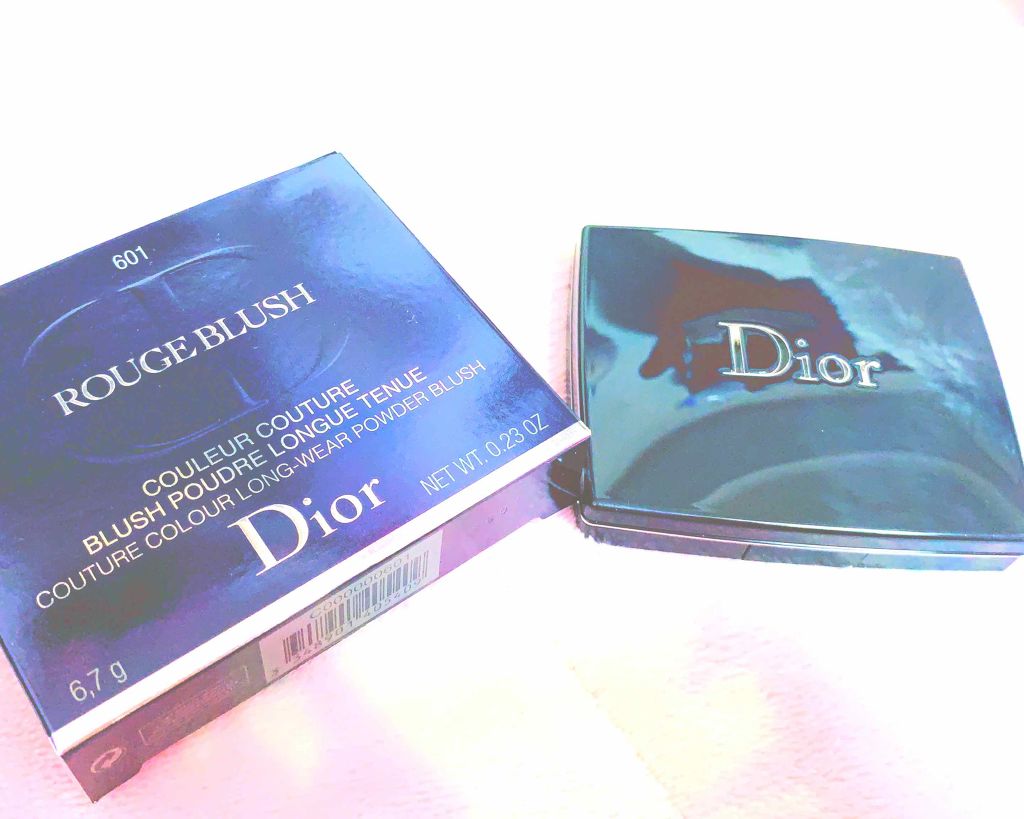 601
ROUGE BLUSH
COULEUR COUTURE
BLUSH POUDRE LONGUE TENUE
COUTURE COLOUR LONG-WEAR POWDER BLUSH
Dior
NET WT. 0.23 OZ
6,7 g
C000000601
Dior